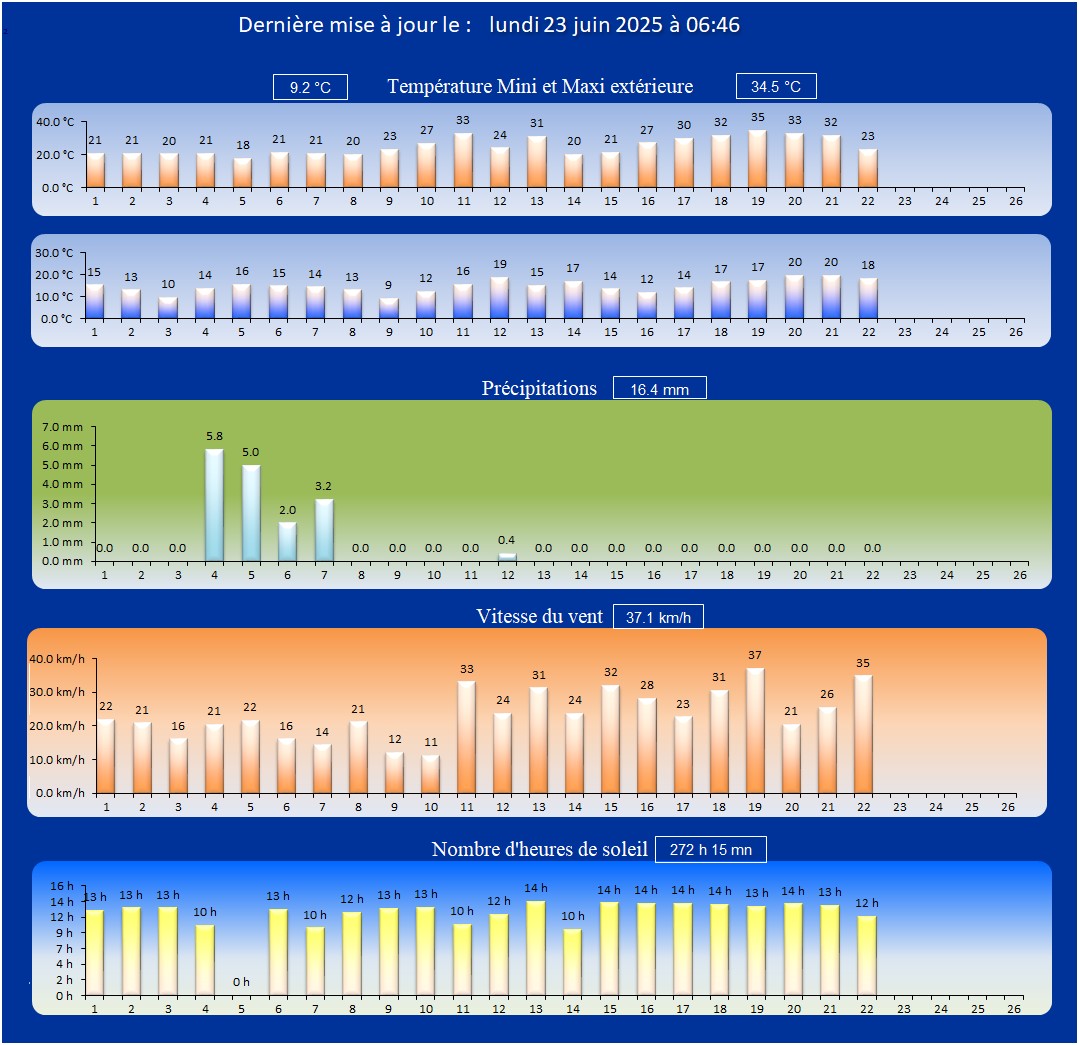 Dernière mise à jour le : lundi 23 juin 2025 à 06:46
9.2 °C Température Mini et Maxi extérieure 34.5 °C
40.0 °C
20.0 °C
0.0 °C
21 21 20 21 18 21 21 20 23 27 33 24 31 20 21 27 30 32 35 33 32 23
1 2 3 4 5 6 7 8 9 10 11 12 13 14 15 16 17 18 19 20 21 22 23 24 25 26
30.0 °C
20.0 °C
10.0 °C
0.0 °C
15 13 10 14 16 15 14 13 9 12 16 19 15 17 14 12 14 17 17 20 20 18
1 2 3 4 5 6 7 8 9 10 11 12 13 14 15 16 17 18 19 20 21 22 23 24 25 26
Précipitations 16.4 mm
7.0 mm
6.0 mm
5.0 mm
4.0 mm
3.0 mm
2.0 mm
1.0 mm
0.0 mm
0.0 0.0 0.0 5.8 5.0 2.0 3.2 0.0 0.0 0.0 0.0 0.4 0.0 0.0 0.0 0.0 0.0 0.0 0.0 0.0 0.0 0.0
1 2 3 4 5 6 7 8 9 10 11 12 13 14 15 16 17 18 19 20 21 22 23 24 25 26
Vitesse du vent 37.1 km/h
40.0 km/h
30.0 km/h
20.0 km/h
10.0 km/h
0.0 km/h
22 21 16 21 22 16 14 21 12 11 33 24 31 24 32 28 23 31 37 21 26 35
1 2 3 4 5 6 7 8 9 10 11 12 13 14 15 16 17 18 19 20 21 22 23 24 25 26
Nombre d'heures de soleil 272 h 15 mn
16 h
14 h
12 h
9 h
7 h
4 h
2 h
0 h
13 h 13 h 13 h 10 h 0 h 13 h 10 h 12 h 13 h 13 h 10 h 12 h 14 h 10 h 14 h 14 h 14 h 14 h 13 h 14 h 13 h 12 h
1 2 3 4 5 6 7 8 9 10 11 12 13 14 15 16 17 18 19 20 21 22 23 24 25 26